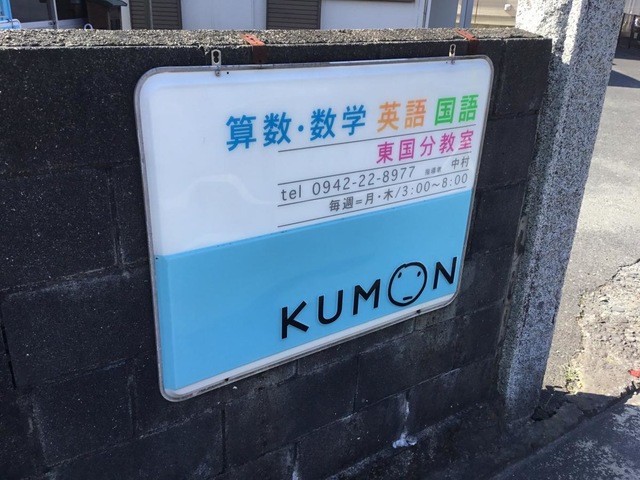 算数・数学 英語 国語
東国分教室
tel 0942-22-8977 指導者 中村
毎週=月・木/3:00〜8:00
KUMON